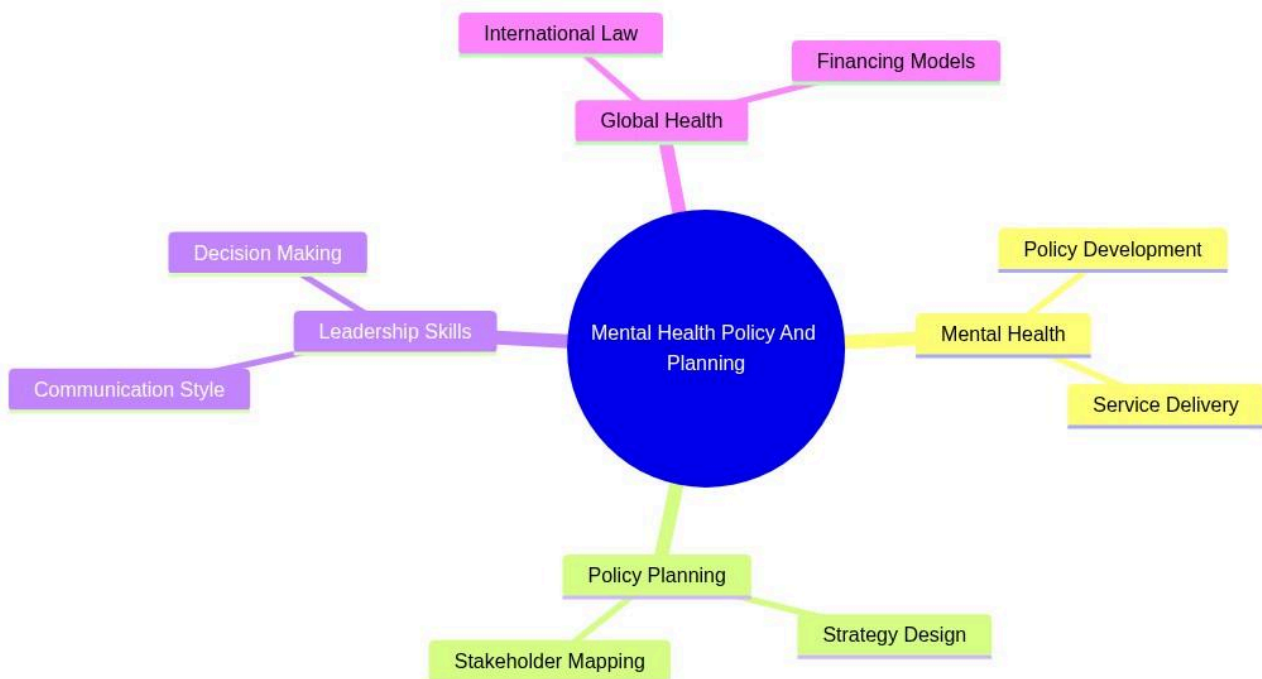 International Law
Financing Models
Global Health
Decision Making
Leadership Skills
Communication Style
Mental Health Policy And
Planning
Policy Development
Mental Health
Service Delivery
Policy Planning
Strategy Design
Stakeholder Mapping